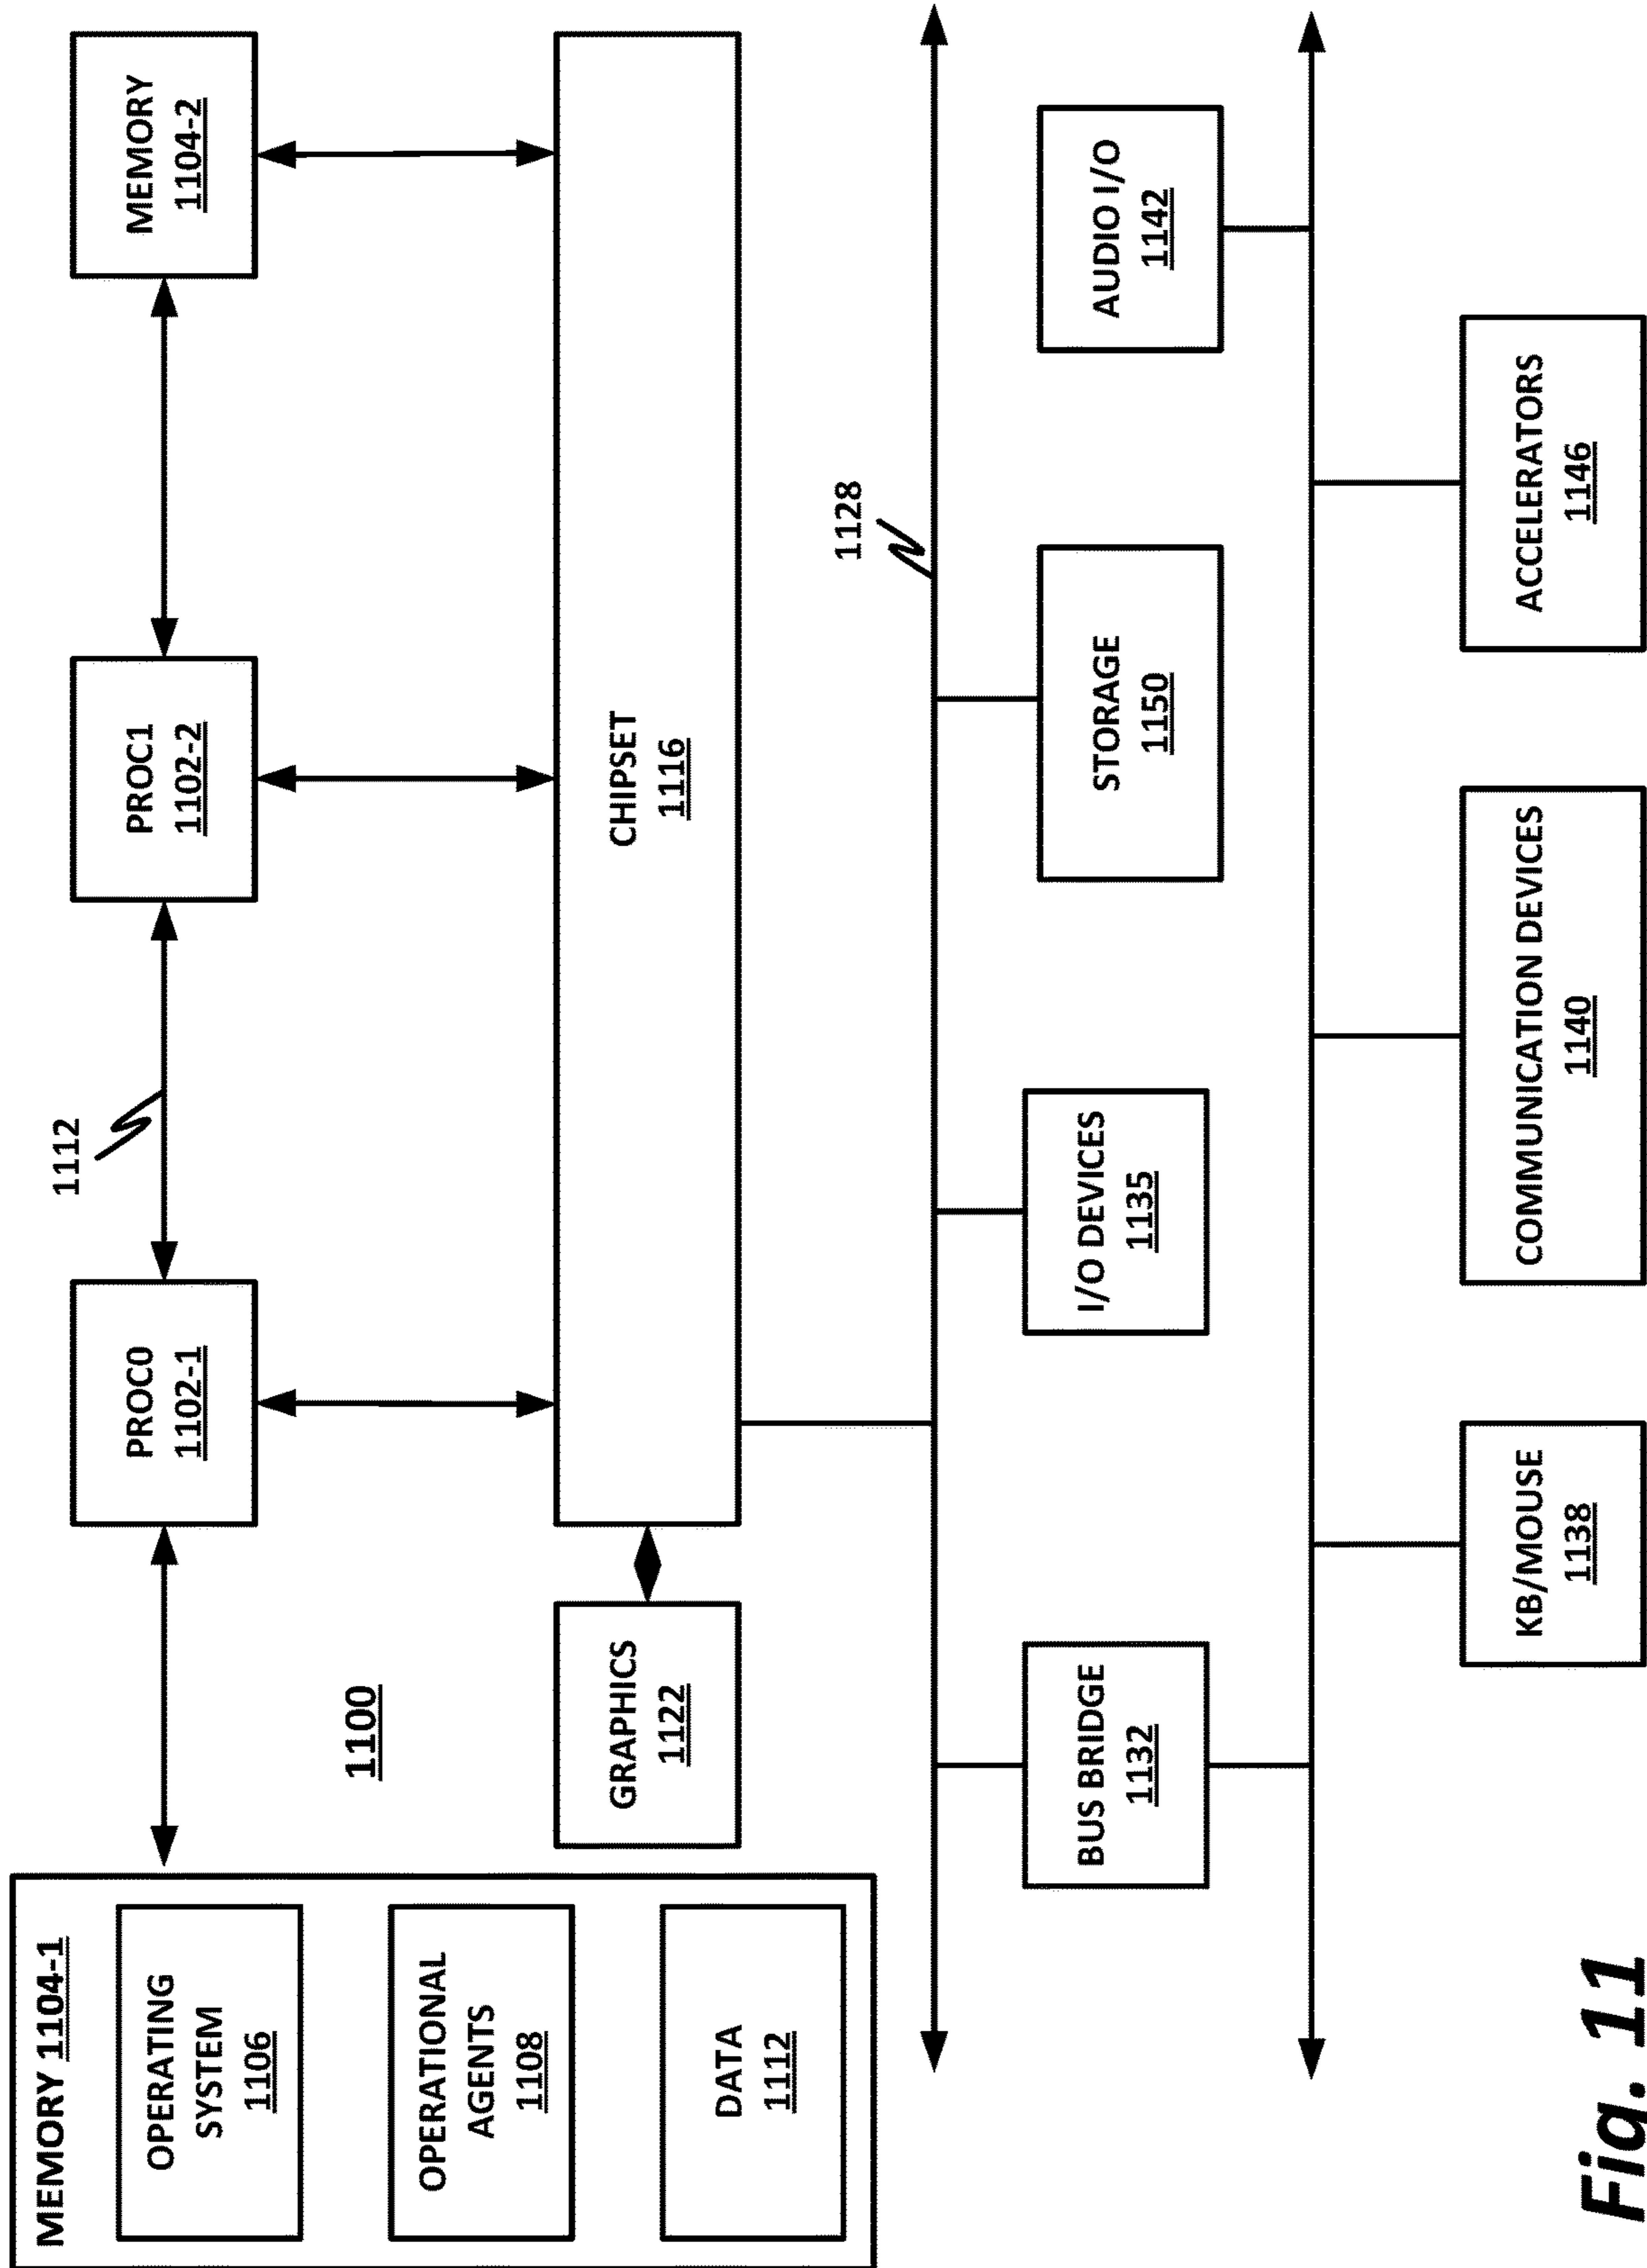 MEMORY 1104-1
OPERATING
SYSTEM
1106
OPERATIONAL
AGENTS
1108
DATA
1112
PROC0
1102-1
1112
PROC1
1102-2
MEMORY
1104-2
1100
GRAPHICS
1122
CHIPSET
1116
1128
BUS BRIDGE
1132
I/O DEVICES
1135
STORAGE
1150
AUDIO I/O
1142
KB/MOUSE
1138
COMMUNICATION DEVICES
1140
ACCELERATORS
1146
Fig. 11